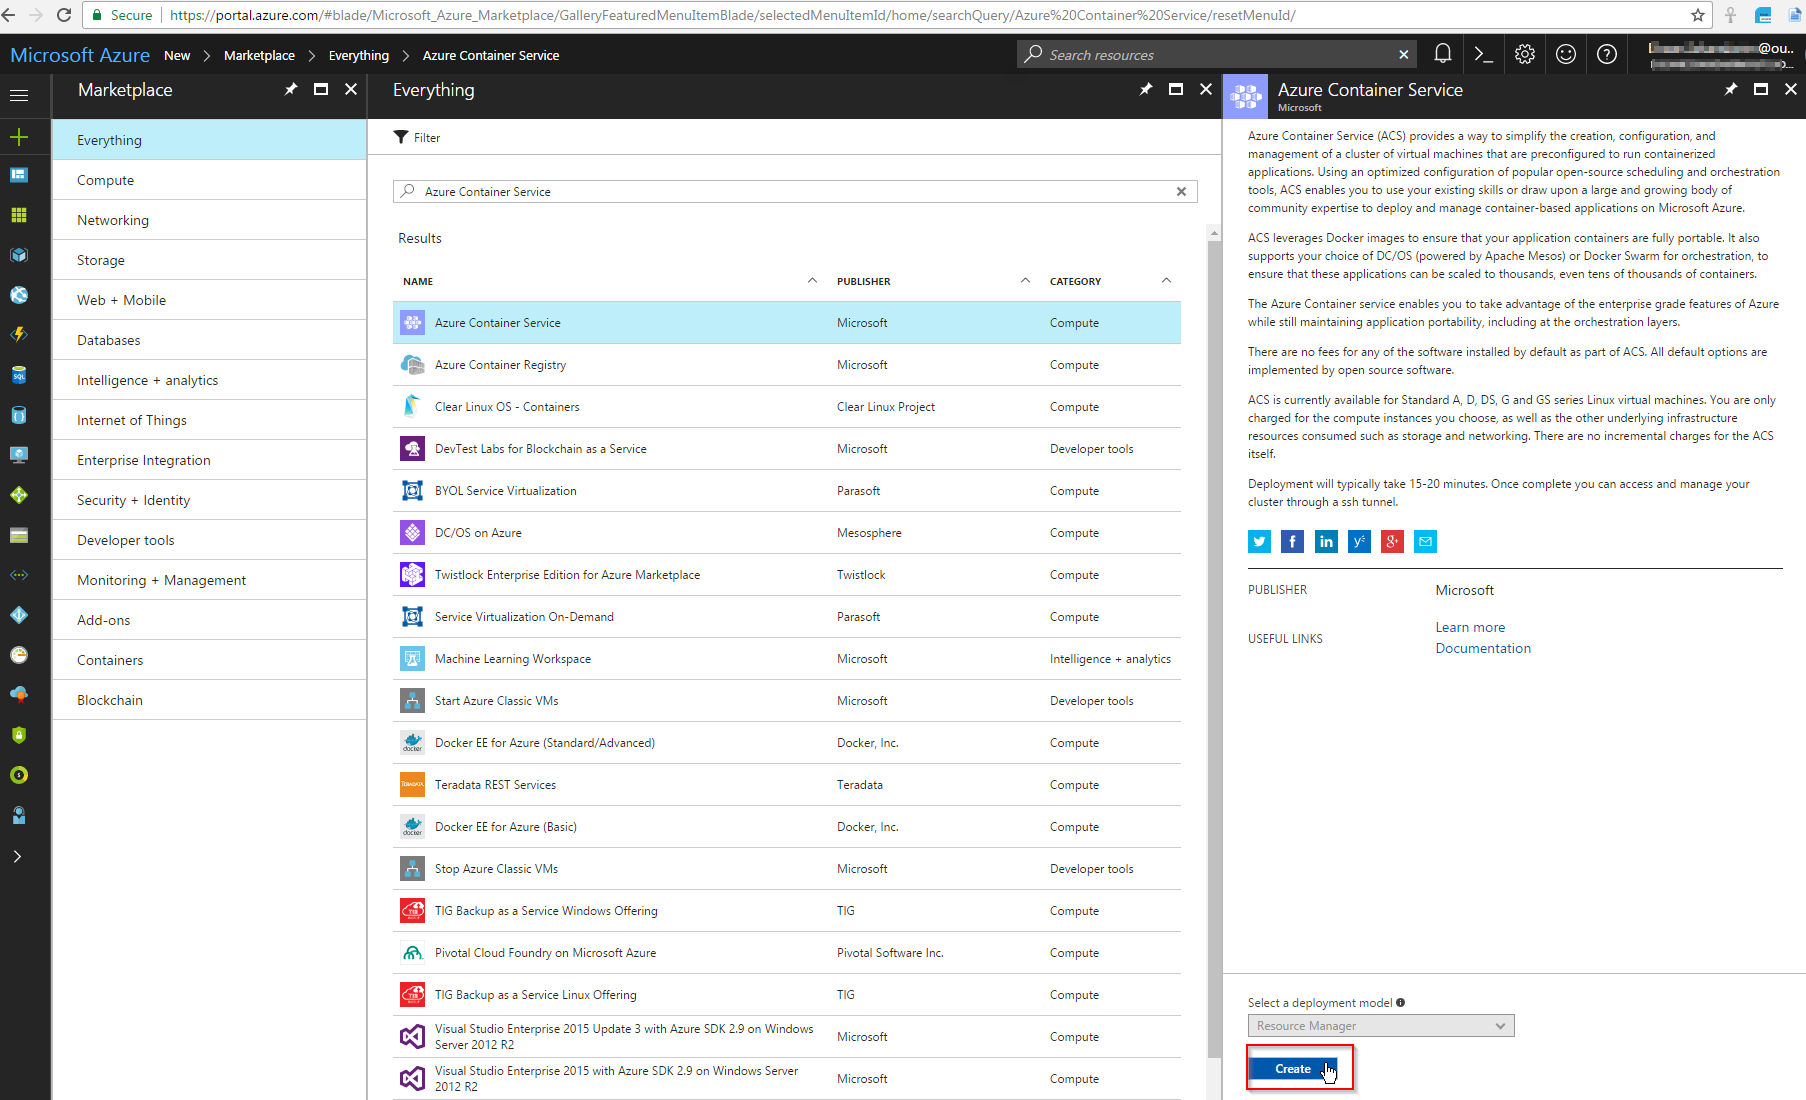 Secure https://portal.azure.com/#blade/Microsoft_Azure_Marketplace/GalleryFeaturedMenuItemBlade/selectedMenuItemId/home/searchQuery/Azure%20Container%20Service/resetMenuId/
Microsoft Azure New > Marketplace > Everything > Azure Container Service
Search resources
@ou..
Marketplace
Everything
Compute
Networking
Storage
Web + Mobile
Databases
Intelligence + analytics
Internet of Things
Enterprise Integration
Security + Identity
Developer tools
Monitoring + Management
Add-ons
Containers
Blockchain
Everything
Filter
Azure Container Service
Results
NAME PUBLISHER CATEGORY
Azure Container Service Microsoft Compute
Azure Container Registry Microsoft Compute
Clear Linux OS - Containers Clear Linux Project Compute
DevTest Labs for Blockchain as a Service Microsoft Developer tools
BYOL Service Virtualization Parasoft Compute
DC/OS on Azure Mesosphere Compute
Twistlock Enterprise Edition for Azure Marketplace Twistlock Compute
Service Virtualization On-Demand Parasoft Compute
Machine Learning Workspace Microsoft Intelligence + analytics
Start Azure Classic VMs Microsoft Developer tools
Docker EE for Azure (Standard/Advanced) Docker, Inc. Compute
Teradata REST Services Teradata Compute
Docker EE for Azure (Basic) Docker, Inc. Compute
Stop Azure Classic VMs Microsoft Developer tools
TIG Backup as a Service Windows Offering TIG Compute
Pivotal Cloud Foundry on Microsoft Azure Pivotal Software Inc. Compute
TIG Backup as a Service Linux Offering TIG Compute
Visual Studio Enterprise 2015 Update 3 with Azure SDK 2.9 on Windows
Server 2012 R2 Microsoft Compute
Visual Studio Enterprise 2015 with Azure SDK 2.9 on Windows Server
2012 R2 Microsoft Compute
Azure Container Service
Microsoft
Azure Container Service (ACS) provides a way to simplify the creation, configuration, and
management of a cluster of virtual machines that are preconfigured to run containerized
applications. Using an optimized configuration of popular open-source scheduling and orchestration
tools, ACS enables you to use your existing skills or draw upon a large and growing body of
community expertise to deploy and manage container-based applications on Microsoft Azure.
ACS leverages Docker images to ensure that your application containers are fully portable. It also
supports your choice of DC/OS (powered by Apache Mesos) or Docker Swarm for orchestration, to
ensure that these applications can be scaled to thousands, even tens of thousands of containers.
The Azure Container service enables you to take advantage of the enterprise grade features of Azure
while still maintaining application portability, including at the orchestration layers.
There are no fees for any of the software installed by default as part of ACS. All default options are
implemented by open source software.
ACS is currently available for Standard A, D, DS, G and GS series Linux virtual machines. You are only
charged for the compute instances you choose, as well as the other underlying infrastructure
resources consumed such as storage and networking. There are no incremental charges for the ACS
itself.
Deployment will typically take 15-20 minutes. Once complete you can access and manage your
cluster through a ssh tunnel.
PUBLISHER Microsoft
USEFUL LINKS Learn more
Documentation
Select a deployment model
Resource Manager
Create